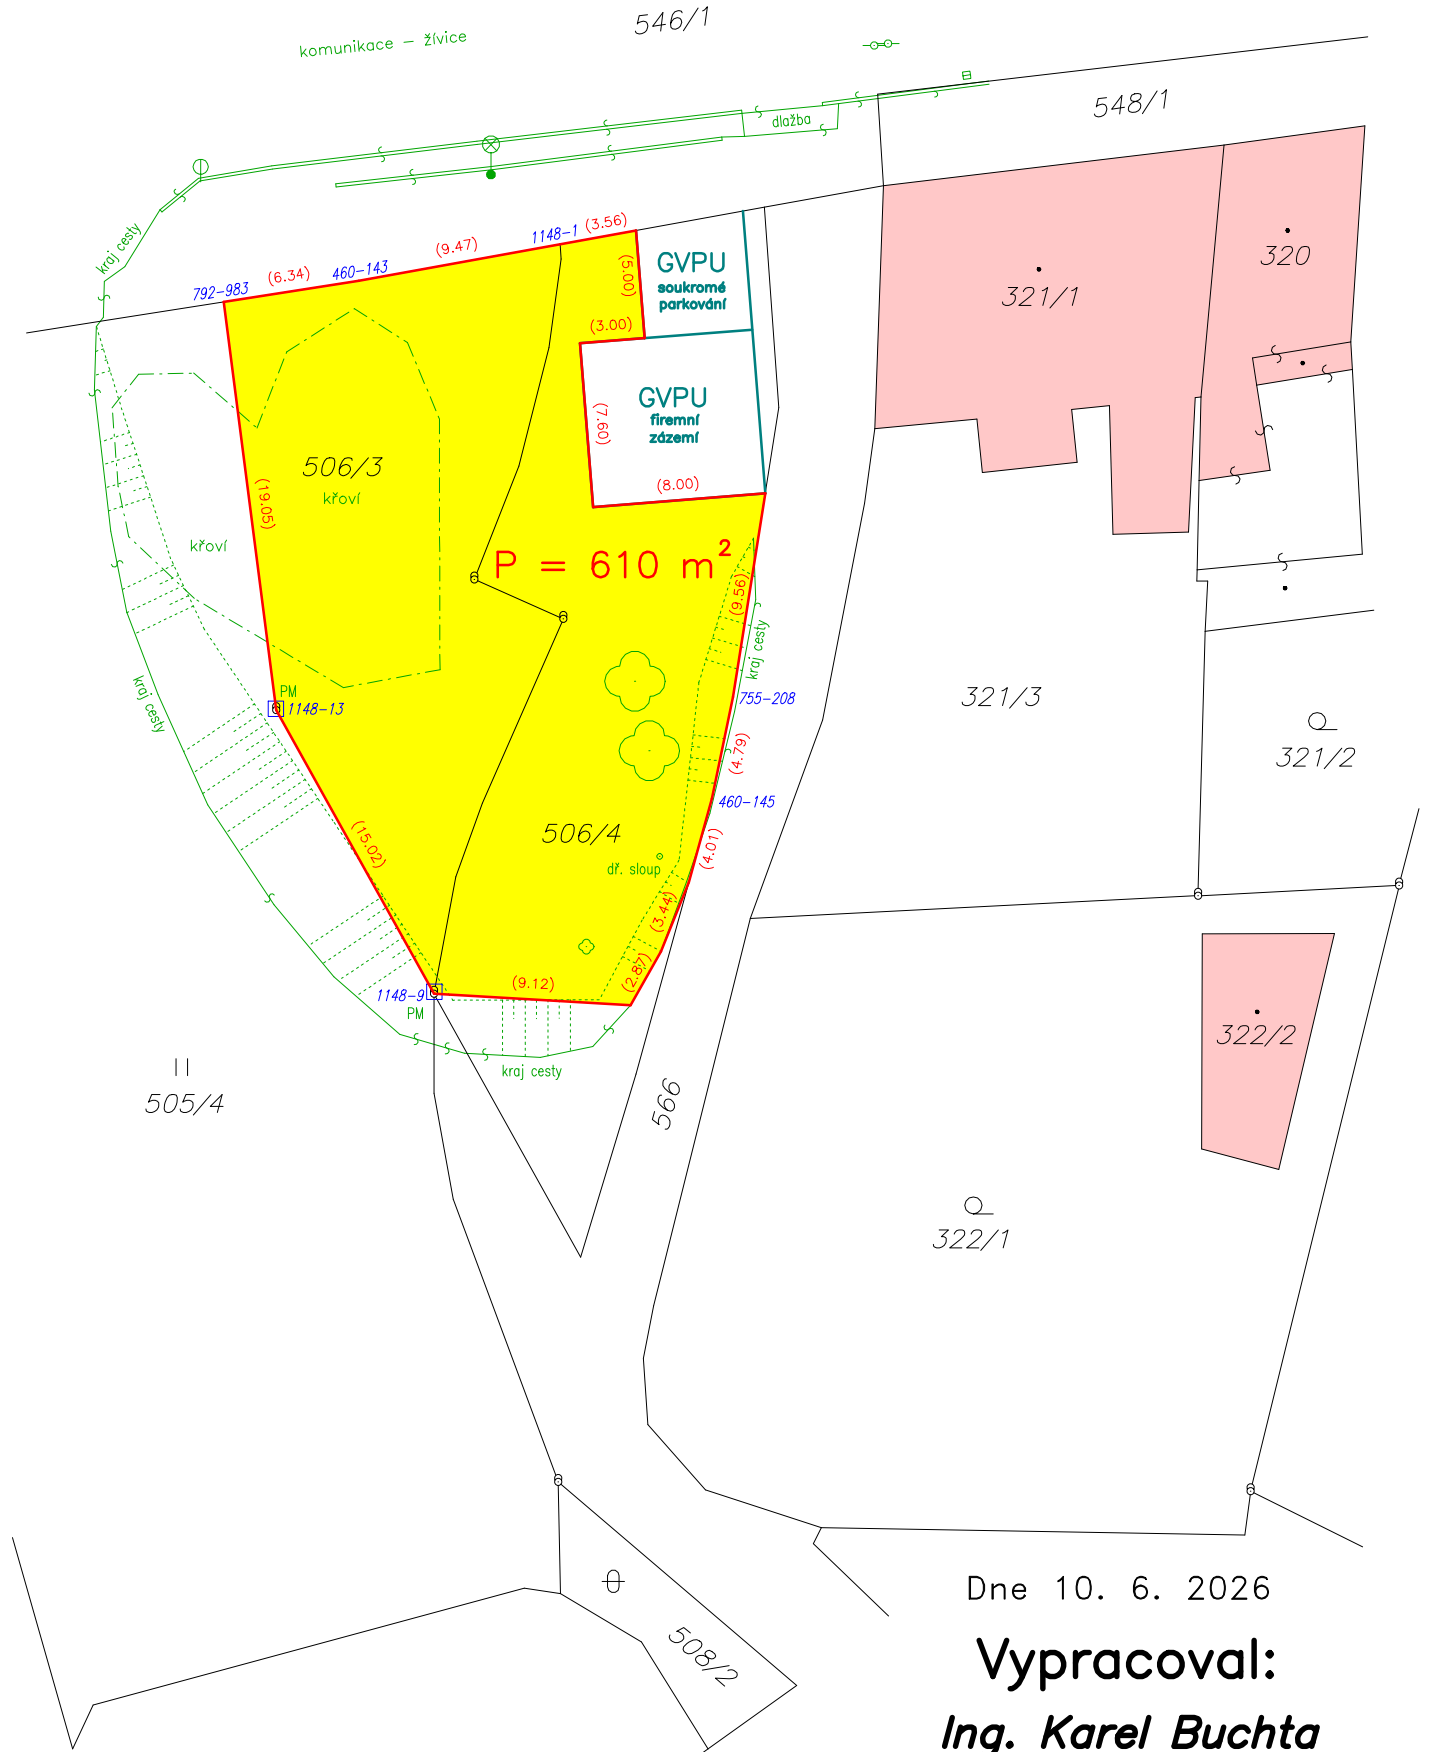 546/1
komunikace – žívice
548/1
dlažba
kraj cesty
1148-1
(3.56)
(9.47)
460-143
(6.34)
792-983
(5.00)
GVPU
soukromé
parkování
320
321/1
(3.00)
GVPU
firemní
zázemí
(7.60)
506/3
křoví
(8.00)
(19.05)
křoví
P = 610 m²
(9.56)
kraj cesty
kraj cesty
PM
1148-13
755-208
321/3
(4.79)
321/2
460-145
506/4
(15.02)
(4.01)
dř. sloup
(3.44)
(2.87)
(9.12)
1148-9
PM
322/2
kraj cesty
505/4
566
322/1
Dne 10. 6. 2026
508/2
Vypracoval:
Ing. Karel Buchta